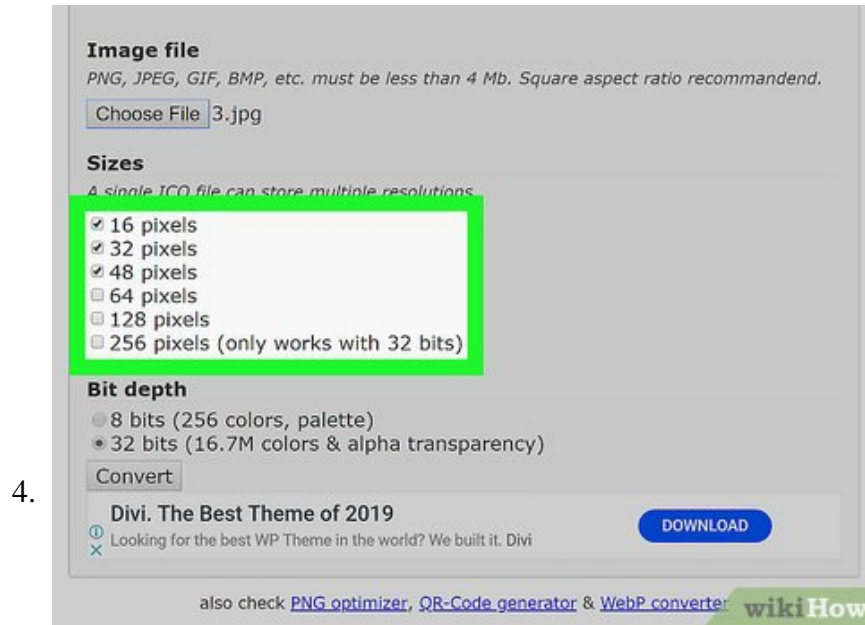 Image file
PNG, JPEG, GIF, BMP, etc. must be less than 4 Mb. Square aspect ratio recommandend.
Choose File 3.jpg
Sizes
A single ICO file can store multiple resolutions
16 pixels
32 pixels
48 pixels
64 pixels
128 pixels
256 pixels (only works with 32 bits)
Bit depth
8 bits (256 colors, palette)
32 bits (16.7M colors & alpha transparency)
Convert
4.
Divi. The Best Theme of 2019
Looking for the best WP Theme in the world? We built it. Divi
DOWNLOAD
also check PNG optimizer, QR-Code generator & WebP converter
wikiHow